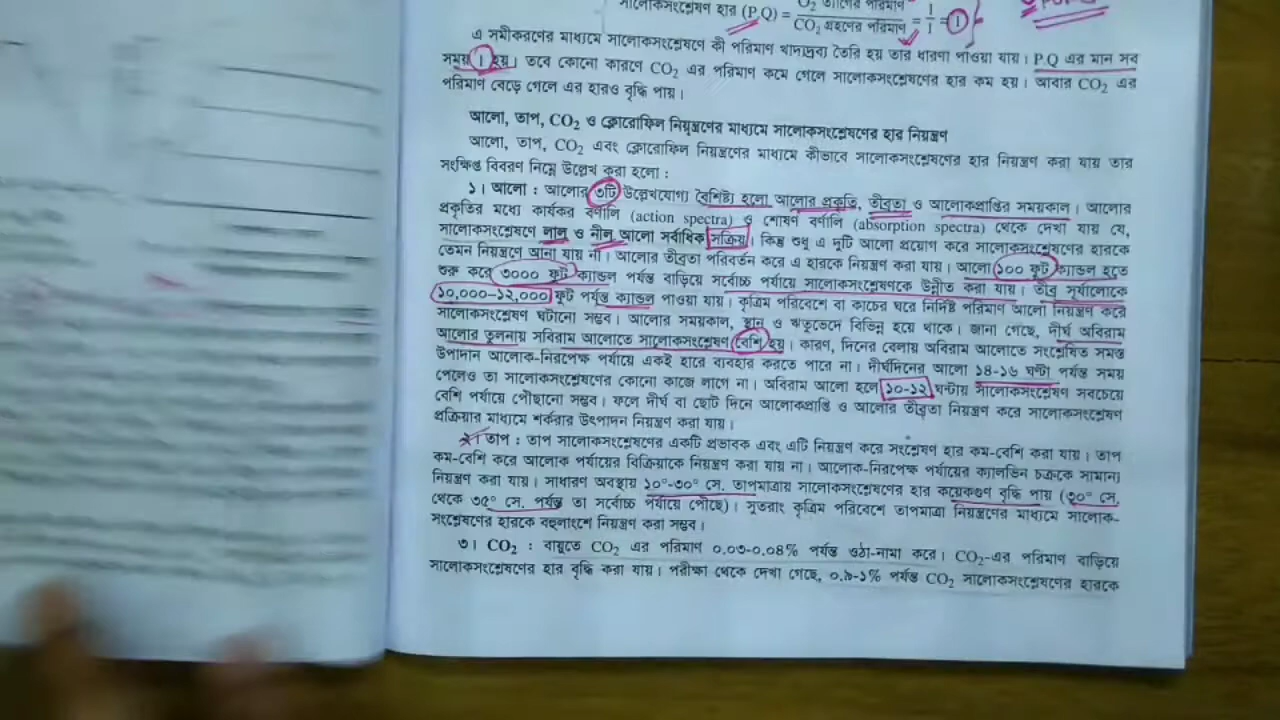 সালোকসংশ্লেষণ হার (P.Q) = O2 ত্যাগের পরিমাণ / CO2 গ্রহণের পরিমাণ = 1/1 = 1
এ সমীকরণের মাধ্যমে সালোকসংশ্লেষণে কী পরিমাণ খাদ্যদ্রব্য তৈরি হয় তার ধারণা পাওয়া যায়। P.Q এর মান সব
সময় 1 হয়। তবে কোনো কারণে CO2 এর পরিমাণ কমে গেলে সালোকসংশ্লেষণের হার কম হয়। আবার CO2 এর
পরিমাণ বেড়ে গেলে এর হারও বৃদ্ধি পায়।
আলো, তাপ, CO2 ও ক্লোরোফিল নিয়ন্ত্রণের মাধ্যমে সালোকসংশ্লেষণের হার নিয়ন্ত্রণ
আলো, তাপ, CO2 এবং ক্লোরোফিল নিয়ন্ত্রণের মাধ্যমে কীভাবে সালোকসংশ্লেষণের হার নিয়ন্ত্রণ করা যায় তার
সংক্ষিপ্ত বিবরণ নিম্নে উল্লেখ করা হলো :
১। আলো : আলোর ৩টি উল্লেখযোগ্য বৈশিষ্ট্য হলো আলোর প্রকৃতি, তীব্রতা ও আলোকপ্রাপ্তির সময়কাল। আলোর
প্রকৃতির মধ্যে কার্যকর বর্ণালি (action spectra) ও শোষণ বর্ণালি (absorption spectra) থেকে দেখা যায় যে,
সালোকসংশ্লেষণে লাল ও নীল আলো সর্বাধিক সক্রিয়। কিন্তু শুধু এ দুটি আলো প্রয়োগ করে সালোকসংশ্লেষণের হারকে
তেমন নিয়ন্ত্রণে আনা যায় না। আলোর তীব্রতা পরিবর্তন করে এ হারকে নিয়ন্ত্রণ করা যায়। আলো ১০০ ফুট ক্যান্ডল হতে
শুরু করে ৩০০০ ফুট ক্যান্ডল পর্যন্ত বাড়িয়ে সর্বোচ্চ পর্যায়ে সালোকসংশ্লেষণকে উন্নীত করা যায়। তীব্র সূর্যালোকে
১০,০০০–১২,০০০ ফুট পর্যন্ত ক্যান্ডল পাওয়া যায়। কৃত্রিম পরিবেশে বা কাচের ঘরে নির্দিষ্ট পরিমাণ আলো নিয়ন্ত্রণ করে
সালোকসংশ্লেষণ ঘটানো সম্ভব। আলোর সময়কাল, স্থান ও ঋতুভেদে বিভিন্ন হয়ে থাকে। জানা গেছে, দীর্ঘ অবিরাম
আলোর তুলনায় সবিরাম আলোতে সালোকসংশ্লেষণ বেশি হয়। কারণ, দিনের বেলায় অবিরাম আলোতে সংশ্লেষিত সমস্ত
উপাদান আলোক-নিরপেক্ষ পর্যায়ে একই হারে ব্যবহার করতে পারে না। দীর্ঘদিনের আলো ১৪-১৬ ঘণ্টা পর্যন্ত সময়
পেলেও তা সালোকসংশ্লেষণের কোনো কাজে লাগে না। অবিরাম আলো হলে ১০-১২ ঘণ্টায় সালোকসংশ্লেষণ সবচেয়ে
বেশি পর্যায়ে পৌঁছানো সম্ভব। ফলে দীর্ঘ বা ছোট দিনে আলোকপ্রাপ্তি ও আলোর তীব্রতা নিয়ন্ত্রণ করে সালোকসংশ্লেষণ
প্রক্রিয়ার মাধ্যমে শর্করার উৎপাদন নিয়ন্ত্রণ করা যায়।
২। তাপ : তাপ সালোকসংশ্লেষণের একটি প্রভাবক এবং এটি নিয়ন্ত্রণ করে সংশ্লেষণ হার কম-বেশি করা যায়। তাপ
কম-বেশি করে আলোক পর্যায়ের বিক্রিয়াকে নিয়ন্ত্রণ করা যায় না। আলোক-নিরপেক্ষ পর্যায়ের ক্যালভিন চক্রকে সামান্য
নিয়ন্ত্রণ করা যায়। সাধারণ অবস্থায় ১০°-৩০° সে. তাপমাত্রায় সালোকসংশ্লেষণের হার কয়েকগুণ বৃদ্ধি পায় (৩০° সে.
থেকে ৩৫° সে. পর্যন্ত তা সর্বোচ্চ পর্যায়ে পৌঁছে)। সুতরাং কৃত্রিম পরিবেশে তাপমাত্রা নিয়ন্ত্রণের মাধ্যমে সালোক-
সংশ্লেষণের হারকে বহুলাংশে নিয়ন্ত্রণ করা সম্ভব।
৩। CO2 : বায়ুতে CO2 এর পরিমাণ ০.০৩-০.০৪% পর্যন্ত ওঠা-নামা করে। CO2-এর পরিমাণ বাড়িয়ে
সালোকসংশ্লেষণের হার বৃদ্ধি করা যায়। পরীক্ষা থেকে দেখা গেছে, ০.৯-১% পর্যন্ত CO2 সালোকসংশ্লেষণের হারকে